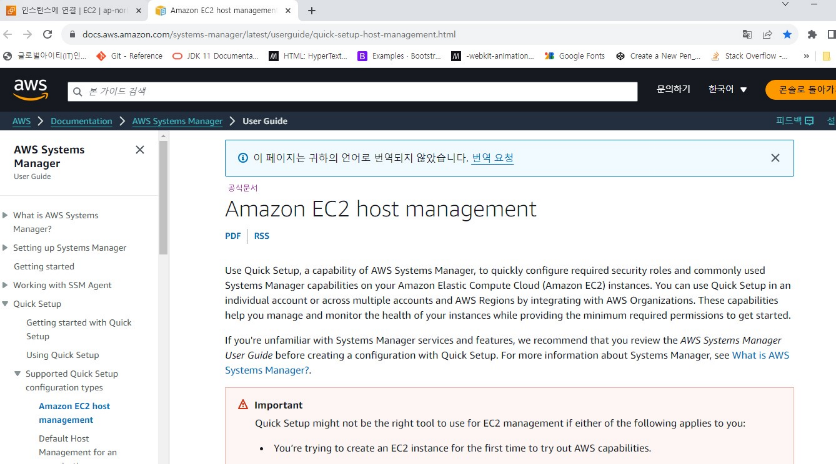 인스턴스에 연결 | EC2 | ap-nor
Amazon EC2 host management
docs.aws.amazon.com/systems-manager/latest/userguide/quick-setup-host-management.html
글로벌아이티(IT)인...
Git - Reference
JDK 11 Documenta...
HTML: HyperText...
Examples · Bootstr...
-webkit-animation...
Google Fonts
Create a New Pen_...
Stack Overflow -...
aws
본 가이드 검색
문의하기
한국어
콘솔로 돌아가
AWS > Documentation > AWS Systems Manager > User Guide
피드백
AWS Systems
Manager
User Guide
What is AWS Systems
Manager?
Setting up Systems Manager
Getting started
Working with SSM Agent
Quick Setup
Getting started with Quick
Setup
Using Quick Setup
Supported Quick Setup
configuration types
Amazon EC2 host
management
Default Host
Management for an
이 페이지는 귀하의 언어로 번역되지 않았습니다. 번역 요청
공식문서
Amazon EC2 host management
PDF | RSS
Use Quick Setup, a capability of AWS Systems Manager, to quickly configure required security roles and commonly used
Systems Manager capabilities on your Amazon Elastic Compute Cloud (Amazon EC2) instances. You can use Quick Setup in an
individual account or across multiple accounts and AWS Regions by integrating with AWS Organizations. These capabilities
help you manage and monitor the health of your instances while providing the minimum required permissions to get started.
If you're unfamiliar with Systems Manager services and features, we recommend that you review the AWS Systems Manager
User Guide before creating a configuration with Quick Setup. For more information about Systems Manager, see What is AWS
Systems Manager?.
Important
Quick Setup might not be the right tool to use for EC2 management if either of the following applies to you:
• You're trying to create an EC2 instance for the first time to try out AWS capabilities.